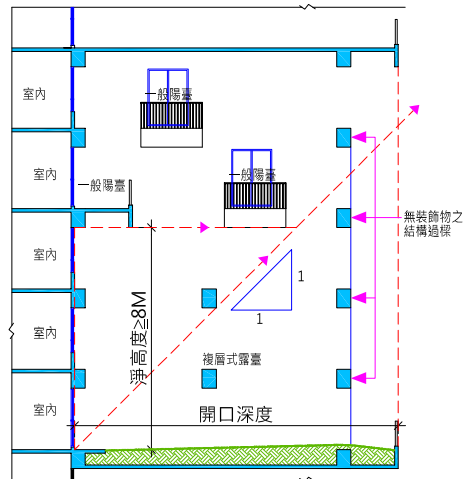 室內
一般陽臺
室內
一般陽臺
一般陽臺
無裝飾物之
結構過樑
室內
1
1
淨高度≥8M
室內
複層式露臺
室內
開口深度